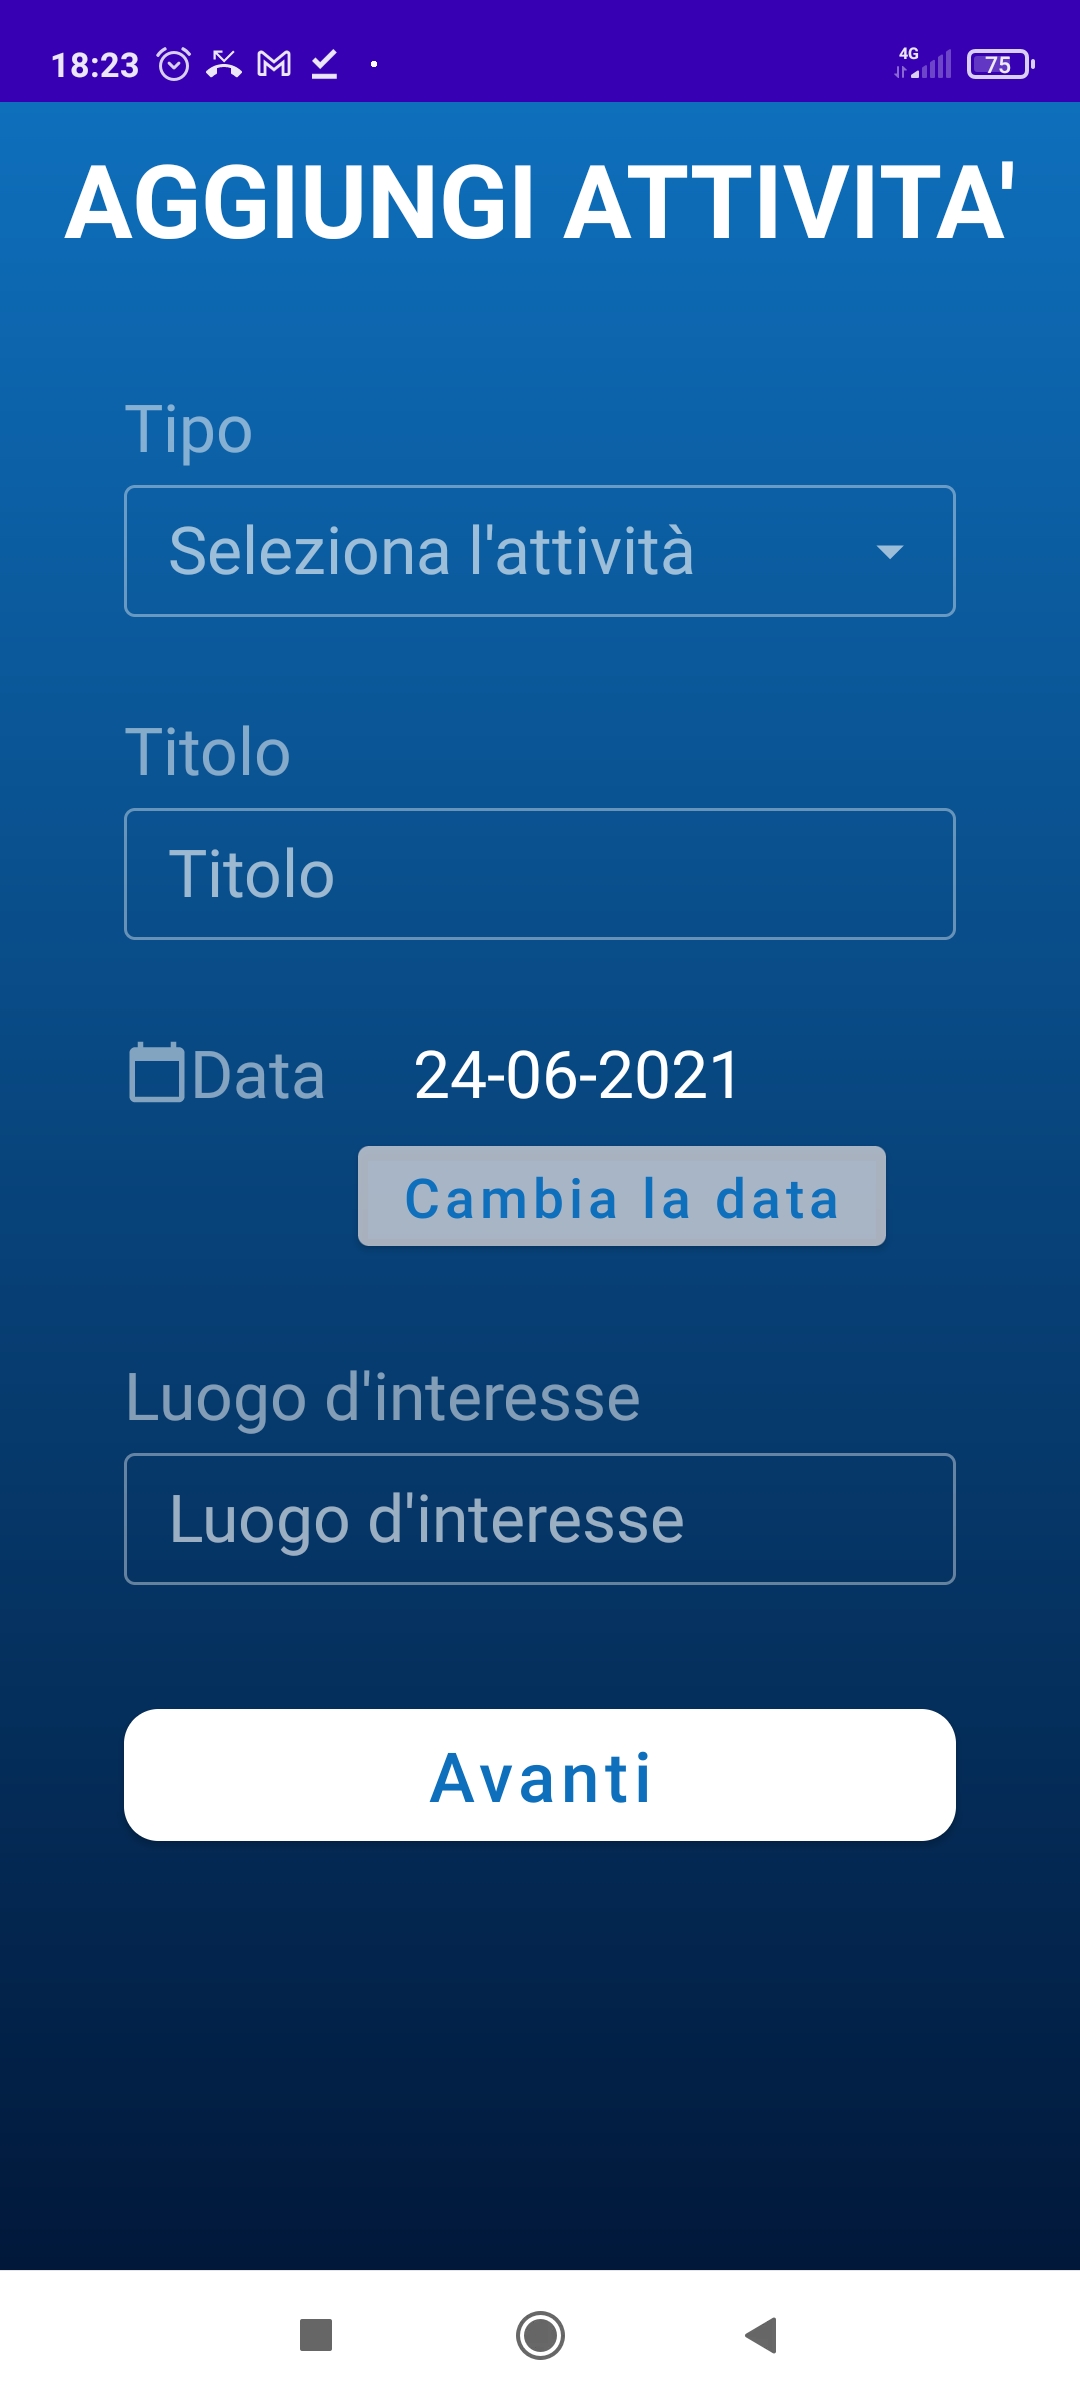 18:23
4G
75
AGGIUNGI ATTIVITA'
Tipo
Seleziona l'attività
Titolo
Titolo
Data 24-06-2021
Cambia la data
Luogo d'interesse
Luogo d'interesse
Avanti